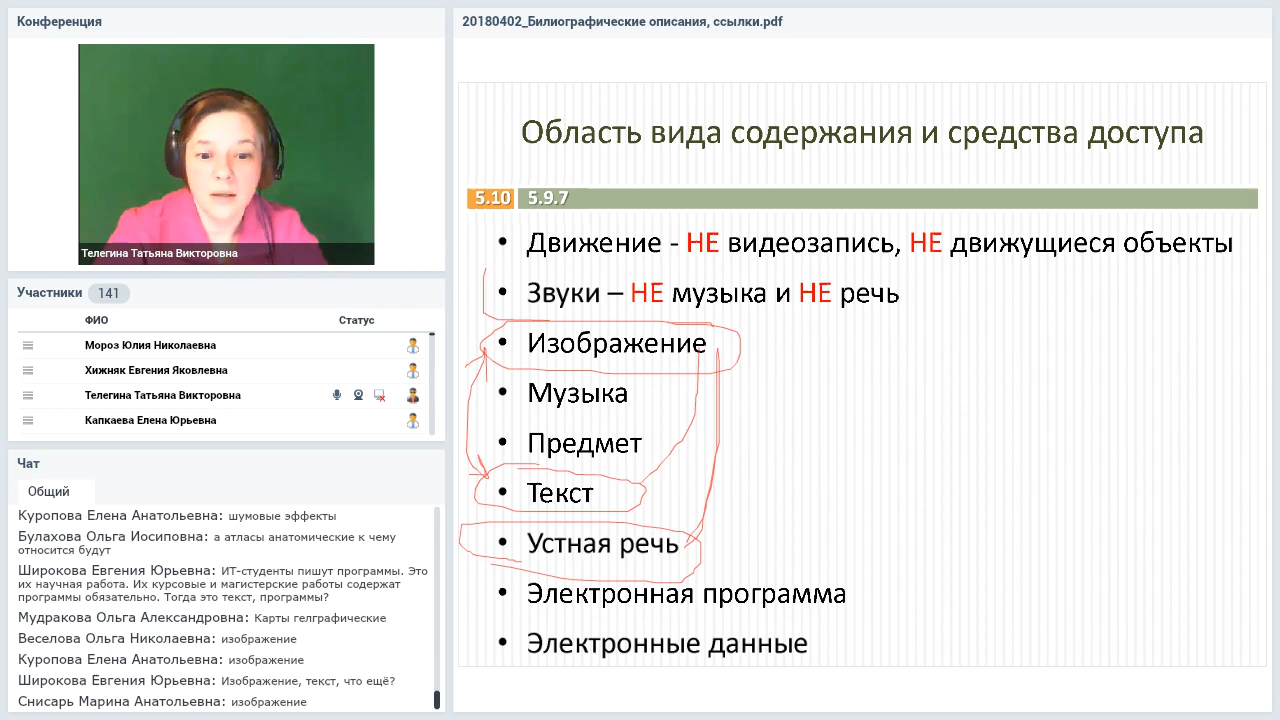 Конференция
Телегина Татьяна Викторовна
Участники 141
ФИО Статус
Мороз Юлия Николаевна
Хижняк Евгения Яковлевна
Телегина Татьяна Викторовна
Капкаева Елена Юрьевна
Чат
Общий
Куропова Елена Анатольевна: шумовые эффекты
Булахова Ольга Иосиповна: а атласы анатомические к чему
относится будут
Широкова Евгения Юрьевна: ИТ-студенты пишут программы. Это
их научная работа. Их курсовые и магистерские работы содержат
программы обязательно. Тогда это текст, программы?
Мудракова Ольга Александровна: Карты гелграфические
Веселова Ольга Николаевна: изображение
Куропова Елена Анатольевна: изображение
Широкова Евгения Юрьевна: Изображение, текст, что ещё?
Снисарь Марина Анатольевна: изображение
20180402_Билиографические описания, ссылки.pdf
Область вида содержания и средства доступа
5.10 5.9.7
• Движение - НЕ видеозапись, НЕ движущиеся объекты
• Звуки – НЕ музыка и НЕ речь
• Изображение
• Музыка
• Предмет
• Текст
• Устная речь
• Электронная программа
• Электронные данные